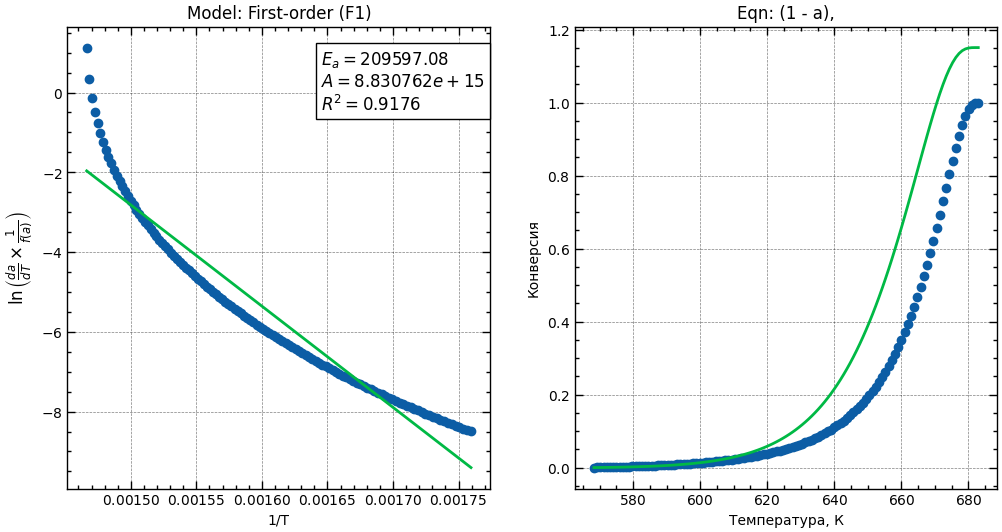 Model: First-order (F1)
E_a = 209597.08
A = 8.830762e + 15
R^2 = 0.9176
ln (da/dT × 1/f(a))
0
−2
−4
−6
−8
0.00150 0.00155 0.00160 0.00165 0.00170 0.00175
1/T
Eqn: (1 - a),
Конверсия
1.2
1.0
0.8
0.6
0.4
0.2
0.0
580 600 620 640 660 680
Температура, К